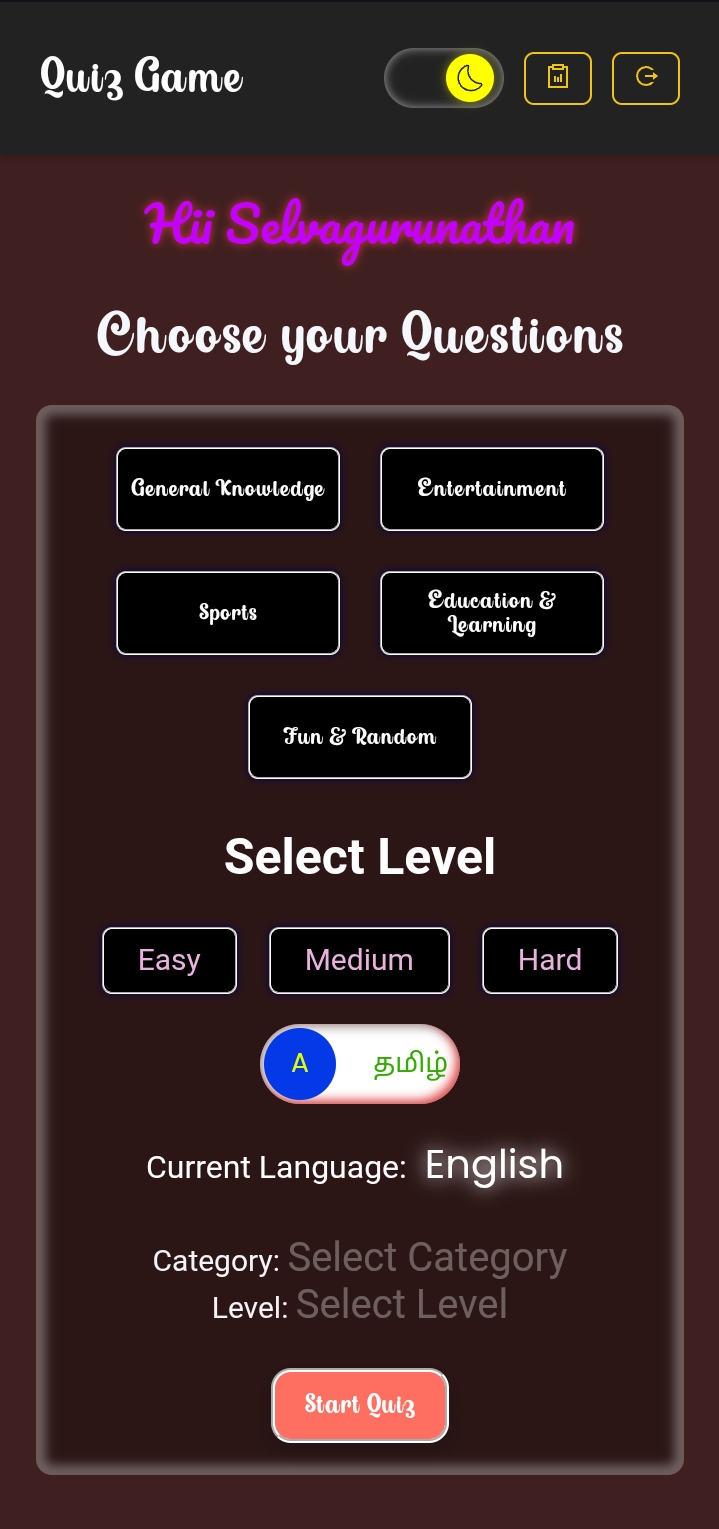 Quiz Game
Hii Selvagurunathan
Choose your Questions
General Knowledge
Entertainment
Sports
Education &
Learning
Fun & Random
Select Level
Easy
Medium
Hard
A
தமிழ்
Current Language: English
Category: Select Category
Level: Select Level
Start Quiz